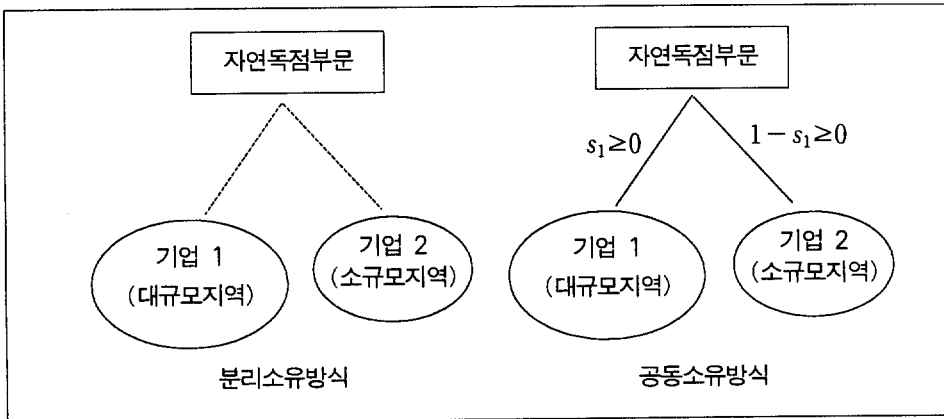 자연독점부문
자연독점부문
s₁≥0
1－s₁≥0
기업 1
(대규모지역)
기업 2
(소규모지역)
기업 1
(대규모지역)
기업 2
(소규모지역)
분리소유방식
공동소유방식